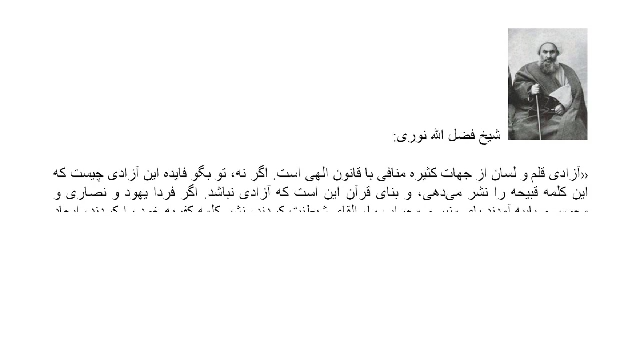 شیخ فضل الله نوری:
«آزادی قلم و لسان از جهات کثیره منافی با قانون الهی است. اگر نه، تو بگو فایده این آزادی چیست که
این کلمه قبیحه را نشر می‌دهی، و بنای قرآن این است که آزادی نباشد. اگر فردا یهود و نصاری و